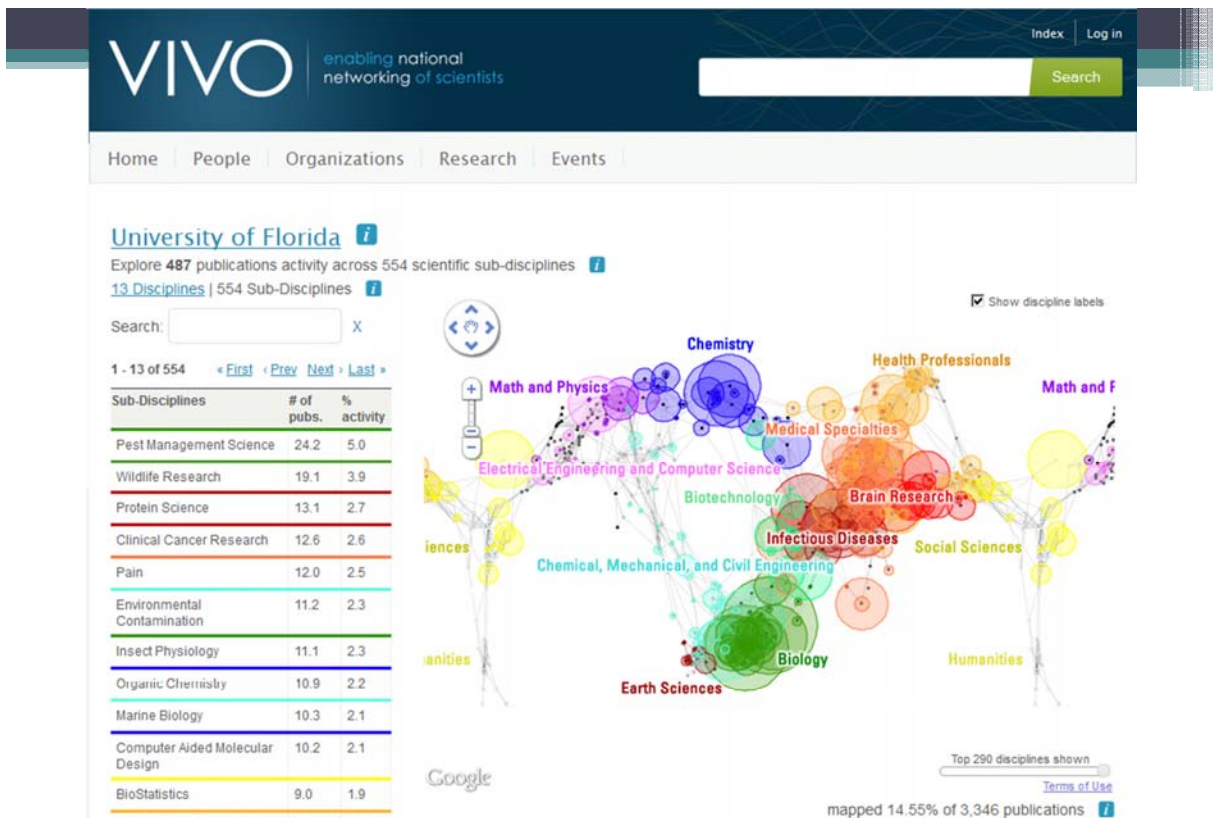 VIVO
enabling national
networking of scientists
Index Log in
Search
Home People Organizations Research Events
University of Florida i
Explore 487 publications activity across 554 scientific sub-disciplines i
13 Disciplines | 554 Sub-Disciplines i
Search: X
1 - 13 of 554 « First ‹ Prev Next › Last »
Sub-Disciplines # of pubs. % activity
Pest Management Science 24.2 5.0
Wildlife Research 19.1 3.9
Protein Science 13.1 2.7
Clinical Cancer Research 12.6 2.6
Pain 12.0 2.5
Environmental
Contamination 11.2 2.3
Insect Physiology 11.1 2.3
Organic Chemistry 10.9 2.2
Marine Biology 10.3 2.1
Computer Aided Molecular
Design 10.2 2.1
BioStatistics 9.0 1.9
Show discipline labels
Chemistry
Health Professionals
Math and Physics
Math and F
Medical Specialties
Electrical Engineering and Computer Science
Biotechnology
Brain Research
Infectious Diseases
iences
Social Sciences
Chemical, Mechanical, and Civil Engineering
anities
Biology
Humanities
Earth Sciences
Google
Top 290 disciplines shown
Terms of Use
mapped 14.55% of 3,346 publications i